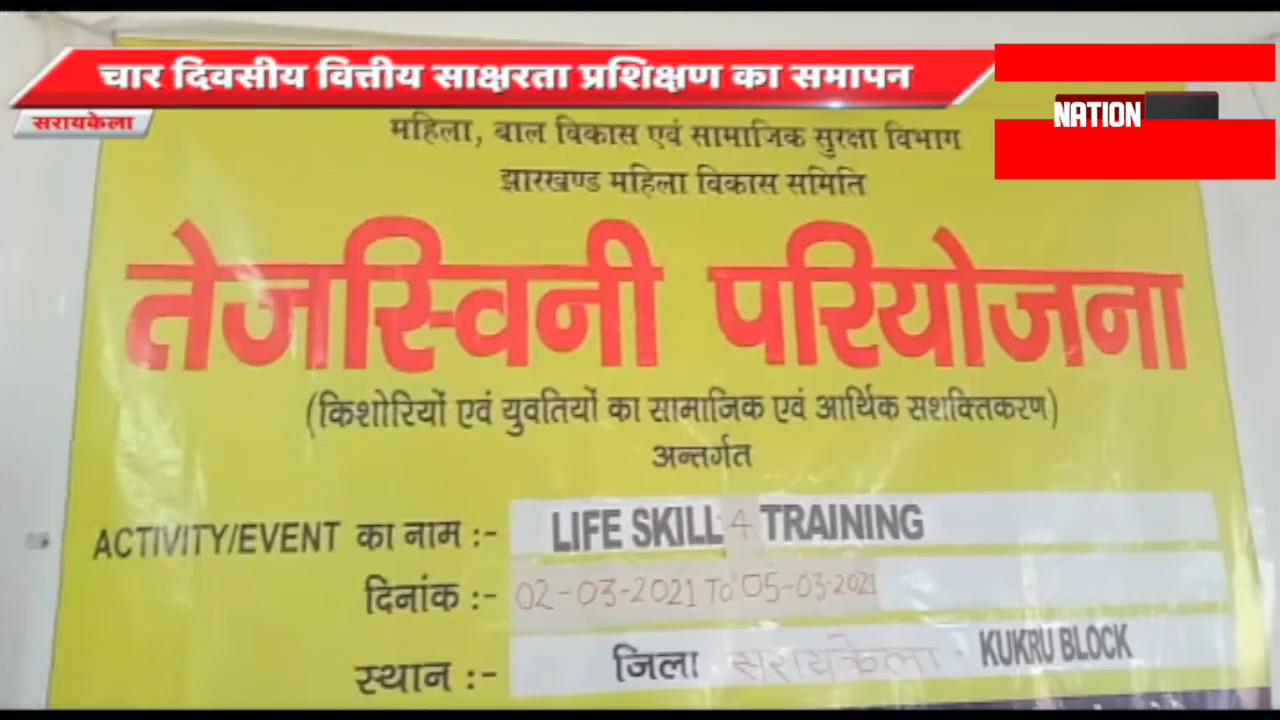 चार दिवसीय वित्तीय साक्षरता प्रशिक्षण का समापन
सरायकेला
NATION
महिला, बाल विकास एवं सामाजिक सुरक्षा विभाग
झारखण्ड महिला विकास समिति
तेजस्विनी परियोजना
(किशोरियों एवं युवतियों का सामाजिक एवं आर्थिक सशक्तिकरण)
अन्तर्गत
ACTIVITY/EVENT का नाम :- LIFE SKILL 4 TRAINING
दिनांक :- 02-03-2021 To 05-03-2021
स्थान :- जिला सरायकेला - KUKRU BLOCK